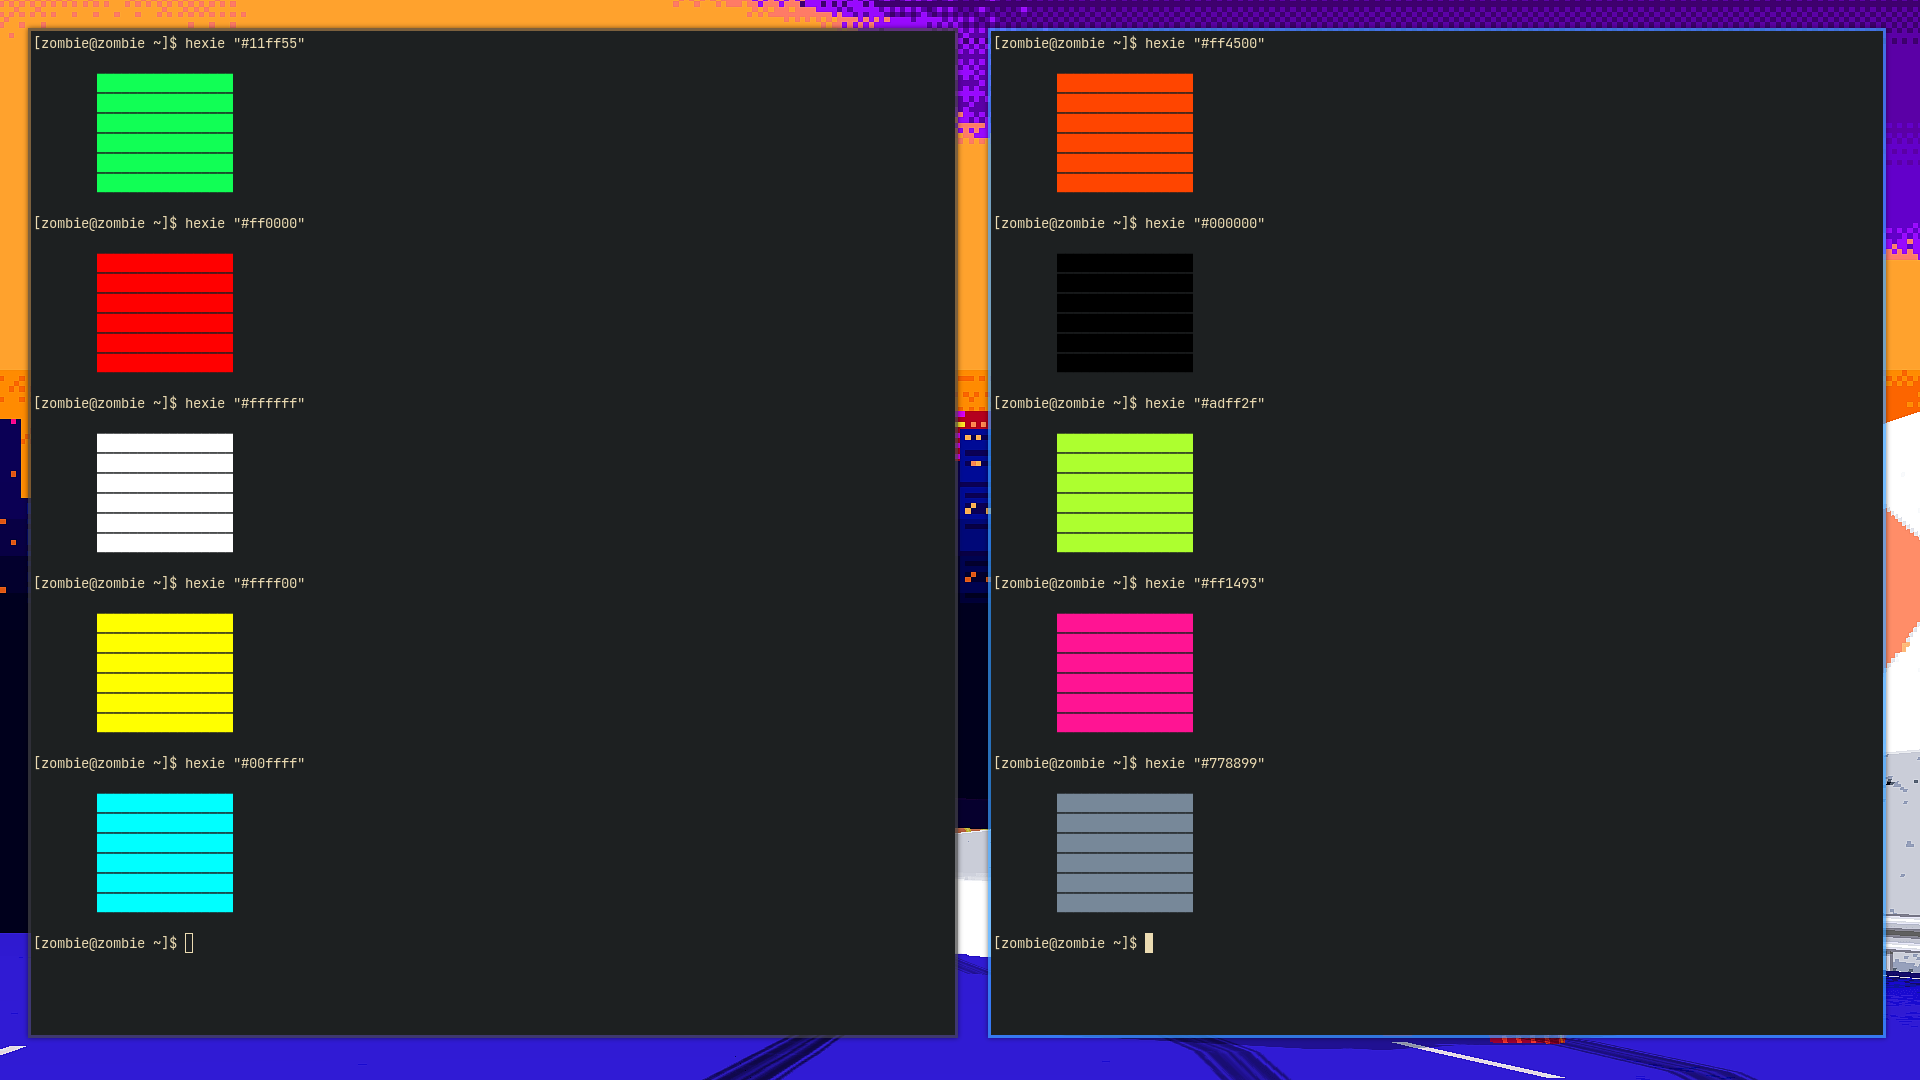 [zombie@zombie ~]$ hexie "#11ff55"
[zombie@zombie ~]$ hexie "#ff0000"
[zombie@zombie ~]$ hexie "#ffffff"
[zombie@zombie ~]$ hexie "#ffff00"
[zombie@zombie ~]$ hexie "#00ffff"
[zombie@zombie ~]$
[zombie@zombie ~]$ hexie "#ff4500"
[zombie@zombie ~]$ hexie "#000000"
[zombie@zombie ~]$ hexie "#adff2f"
[zombie@zombie ~]$ hexie "#ff1493"
[zombie@zombie ~]$ hexie "#778899"
[zombie@zombie ~]$